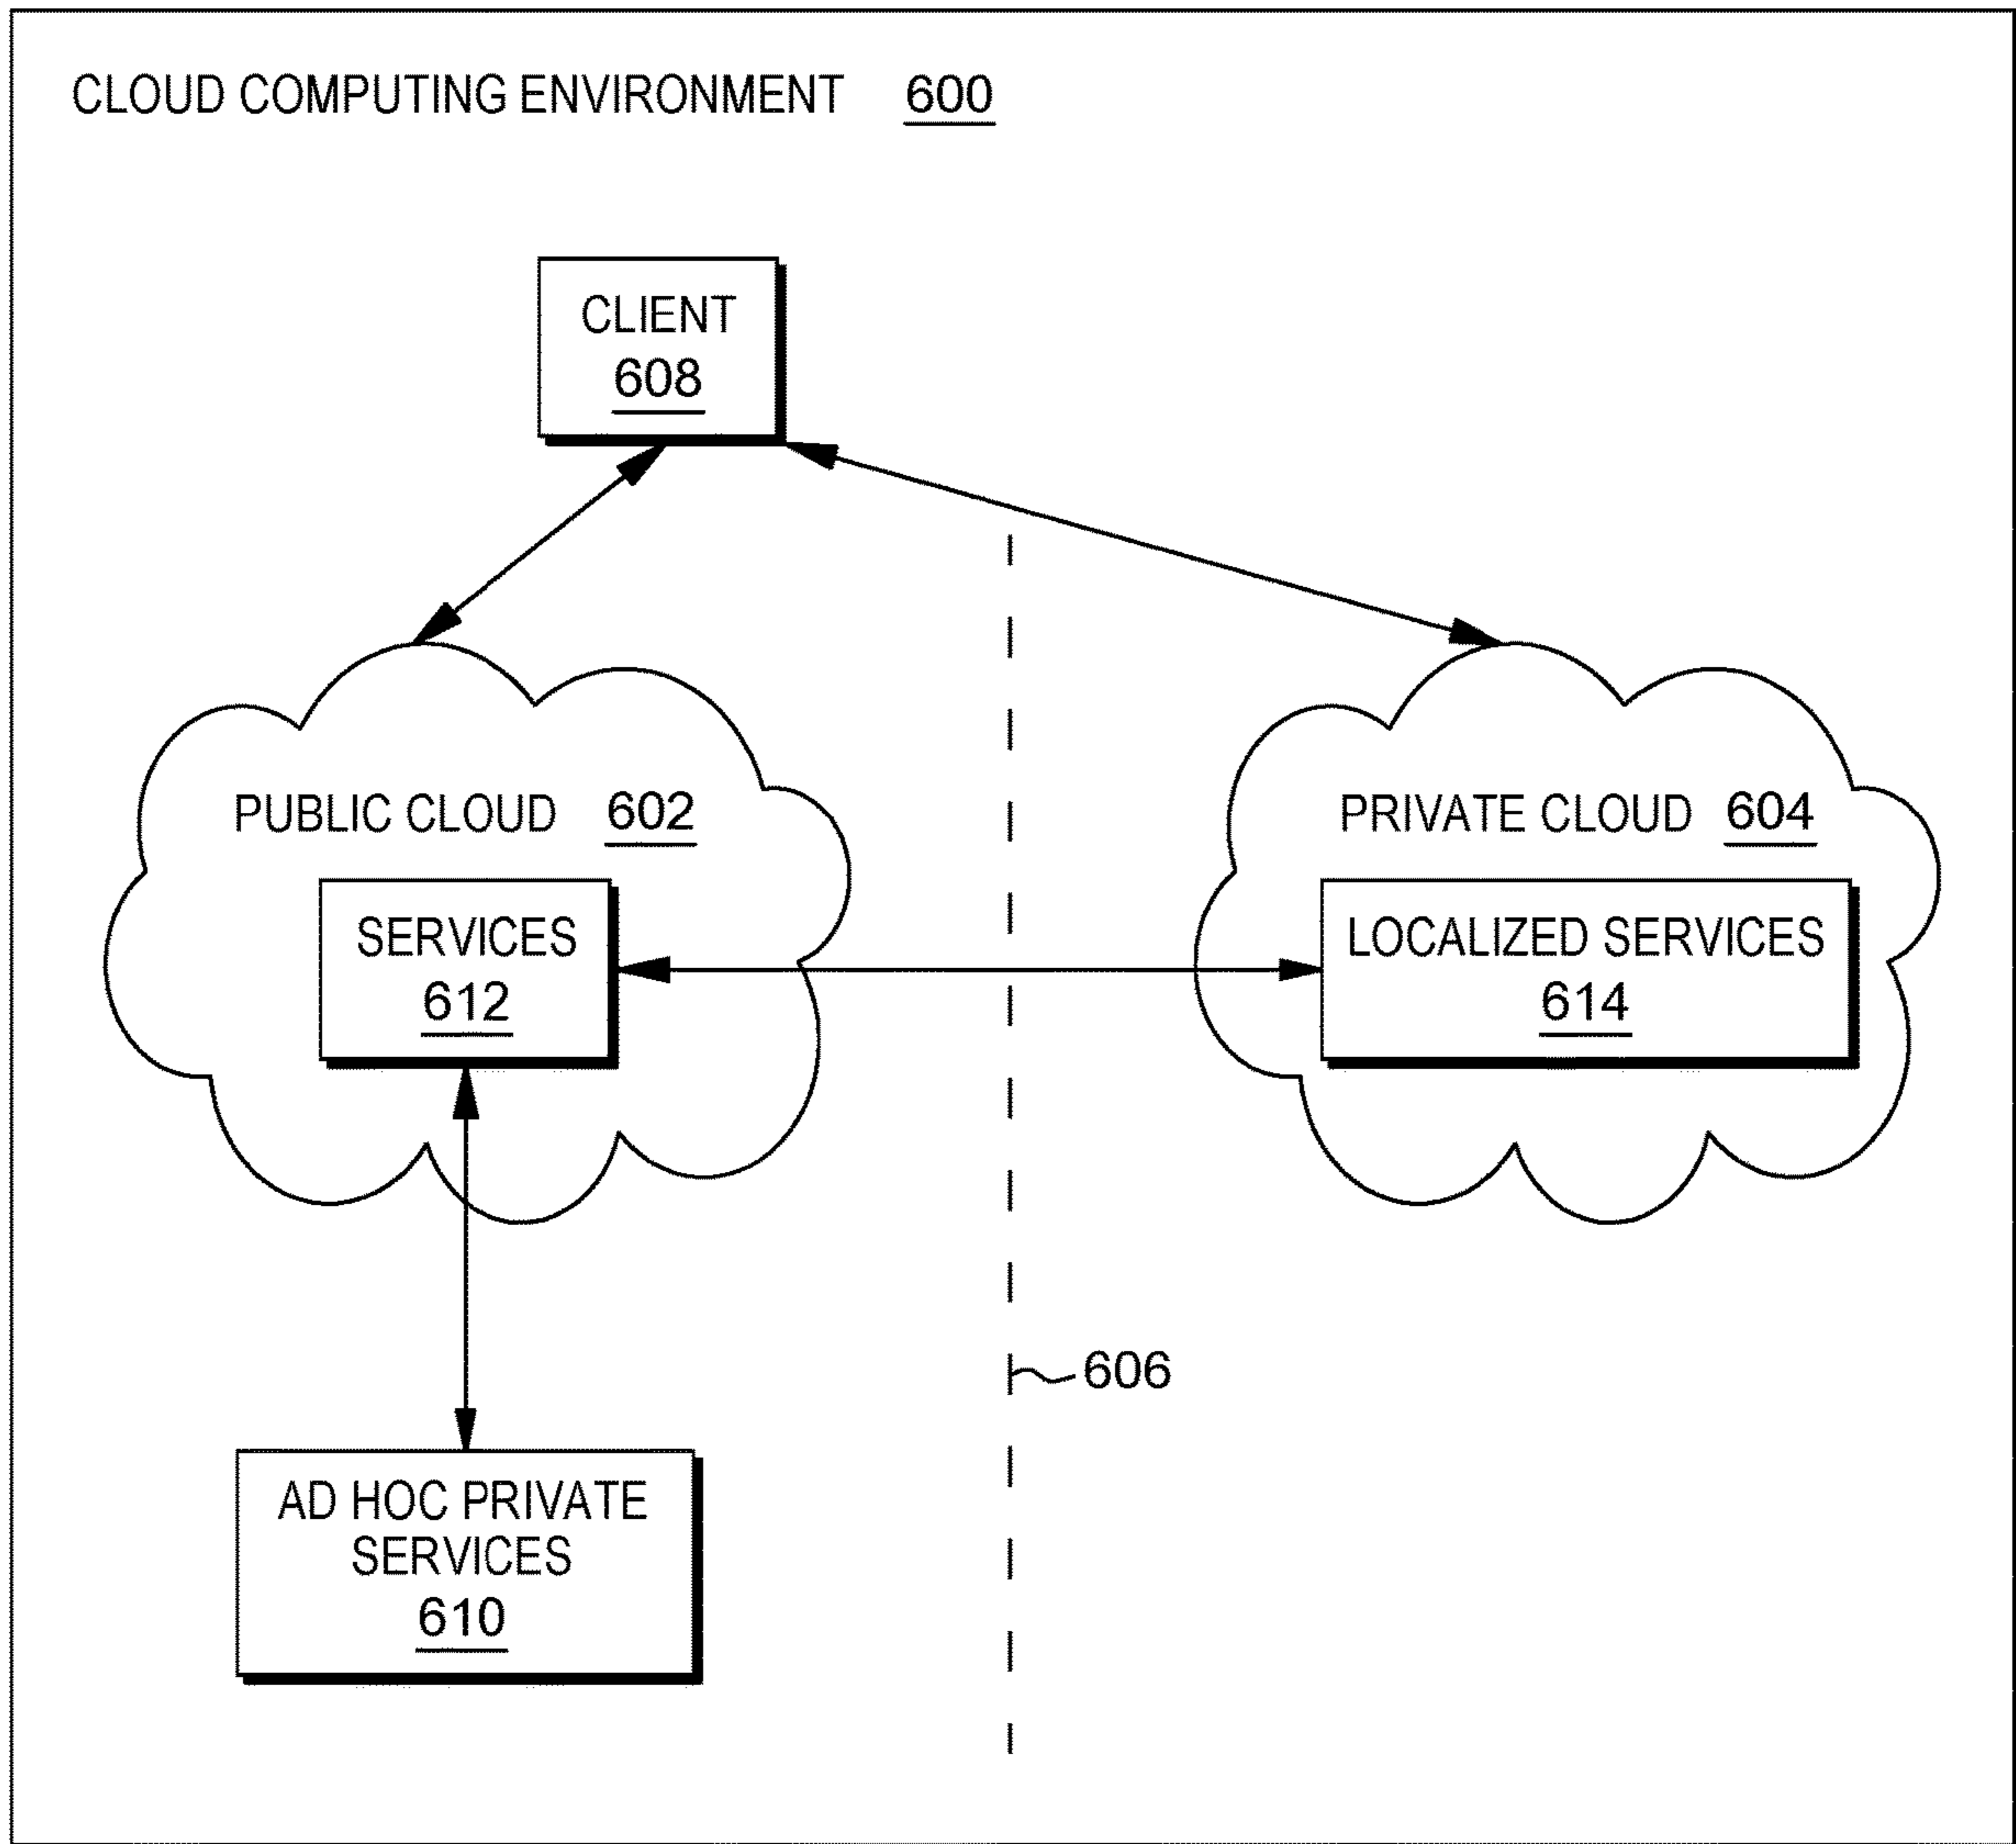 CLOUD COMPUTING ENVIRONMENT 600
CLIENT
608
PUBLIC CLOUD 602
SERVICES
612
PRIVATE CLOUD 604
LOCALIZED SERVICES
614
606
AD HOC PRIVATE
SERVICES
610